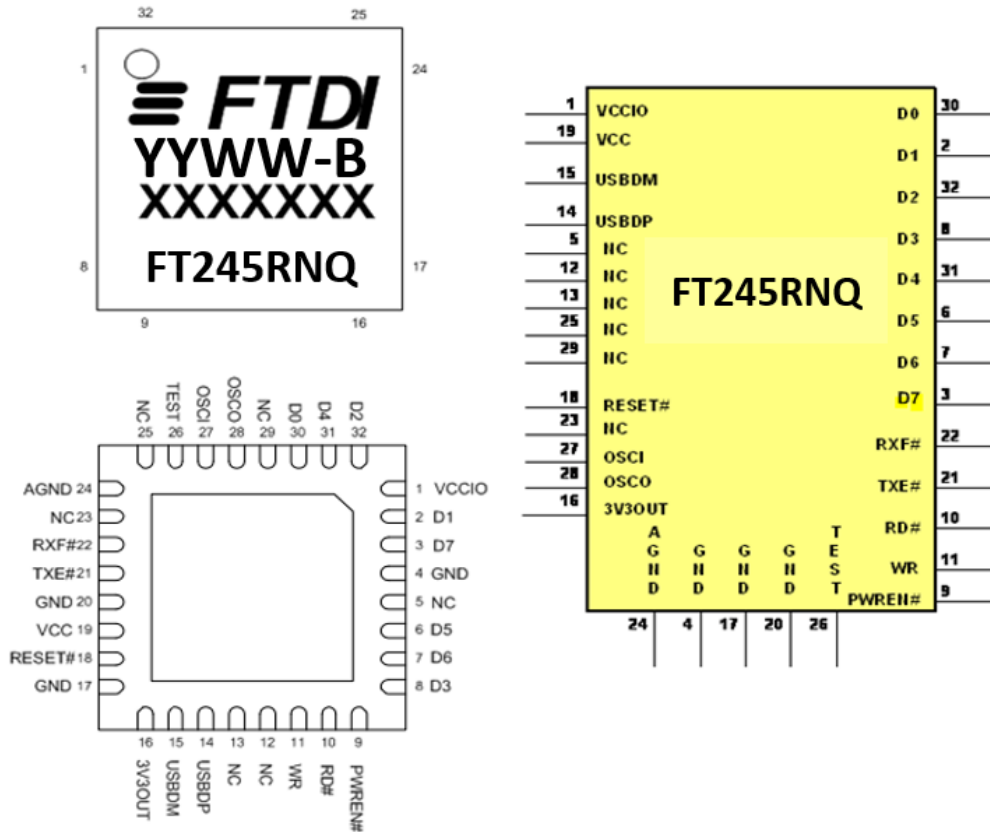 32 25
1 24
FTDI
YYWW-B
XXXXXXX
FT245RNQ
8 17
9 16
NC 25
TEST 26
OSCI 27
OSCO 28
NC 29
D0 30
D4 31
D2 32
AGND 24
NC 23
RXF# 22
TXE# 21
GND 20
VCC 19
RESET# 18
GND 17
1 VCCIO
2 D1
3 D7
4 GND
5 NC
6 D5
7 D6
8 D3
16 3V3OUT
15 USBDM
14 USBDP
13 NC
12 NC
11 WR
10 RD#
9 PWREN#
1 VCCIO
19 VCC
15 USBDM
14 USBDP
5 NC
12 NC
13 NC
25 NC
29 NC
18 RESET#
23 NC
27 OSCI
28 OSCO
16 3V3OUT
FT245RNQ
D0 30
D1 2
D2 32
D3 8
D4 31
D5 6
D6 7
D7 3
RXF# 22
TXE# 21
RD# 10
WR 11
PWREN# 9
AGND 24
GND 4
GND 17
GND 20
TEST 26